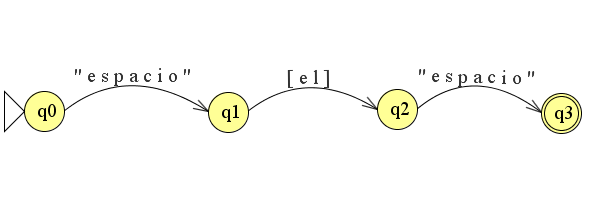 "espacio" [el] "espacio"
q0 q1 q2 q3